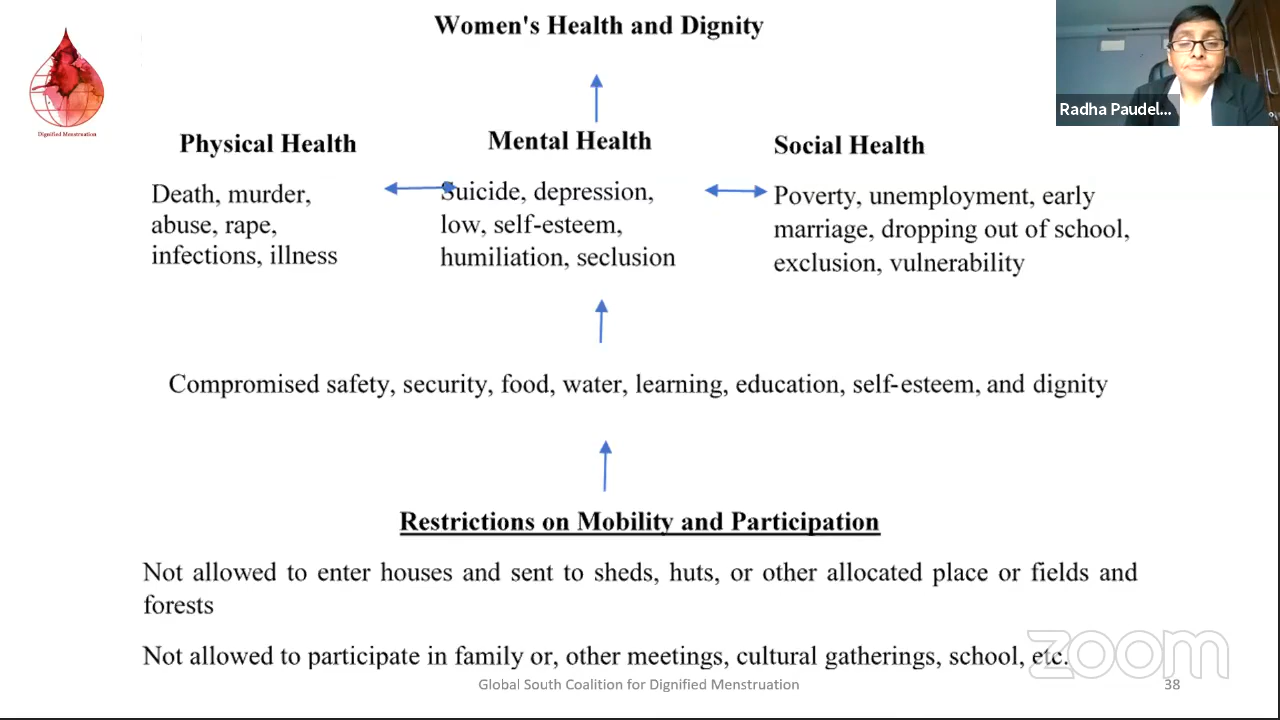 Women's Health and Dignity
Dignified Menstruation
Radha Paudel...
Physical Health
Mental Health
Social Health
Death, murder,
abuse, rape,
infections, illness
Suicide, depression,
low, self-esteem,
humiliation, seclusion
Poverty, unemployment, early
marriage, dropping out of school,
exclusion, vulnerability
Compromised safety, security, food, water, learning, education, self-esteem, and dignity
Restrictions on Mobility and Participation
Not allowed to enter houses and sent to sheds, huts, or other allocated place or fields and
forests
Not allowed to participate in family or, other meetings, cultural gatherings, school, etc.
zoom
Global South Coalition for Dignified Menstruation
38